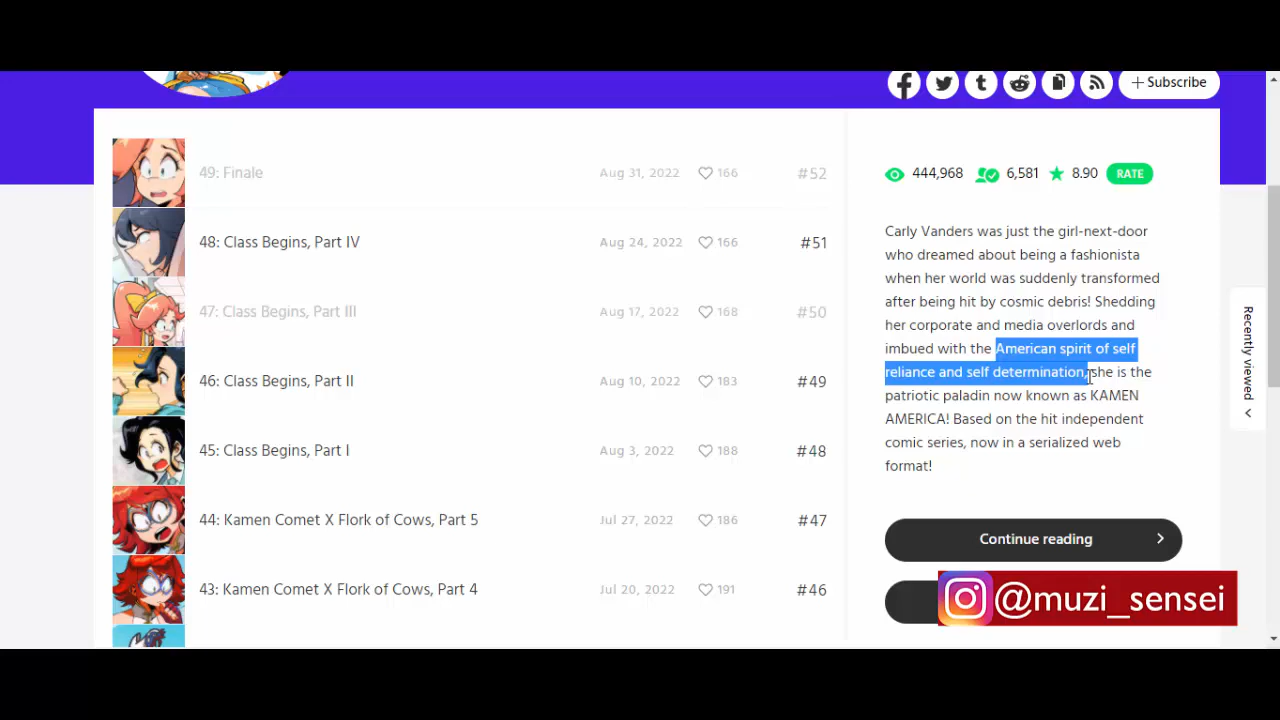 + Subscribe
49: Finale Aug 31, 2022 166 #52
48: Class Begins, Part IV Aug 24, 2022 166 #51
47: Class Begins, Part III Aug 17, 2022 168 #50
46: Class Begins, Part II Aug 10, 2022 183 #49
45: Class Begins, Part I Aug 3, 2022 188 #48
44: Kamen Comet X Flork of Cows, Part 5 Jul 27, 2022 186 #47
43: Kamen Comet X Flork of Cows, Part 4 Jul 20, 2022 191 #46
444,968 6,581 8.90 RATE
Carly Vanders was just the girl-next-door
who dreamed about being a fashionista
when her world was suddenly transformed
after being hit by cosmic debris! Shedding
her corporate and media overlords and
imbued with the American spirit of self
reliance and self determination, she is the
patriotic paladin now known as KAMEN
AMERICA! Based on the hit independent
comic series, now in a serialized web
format!
Continue reading
@muzi_sensei
Recently viewed